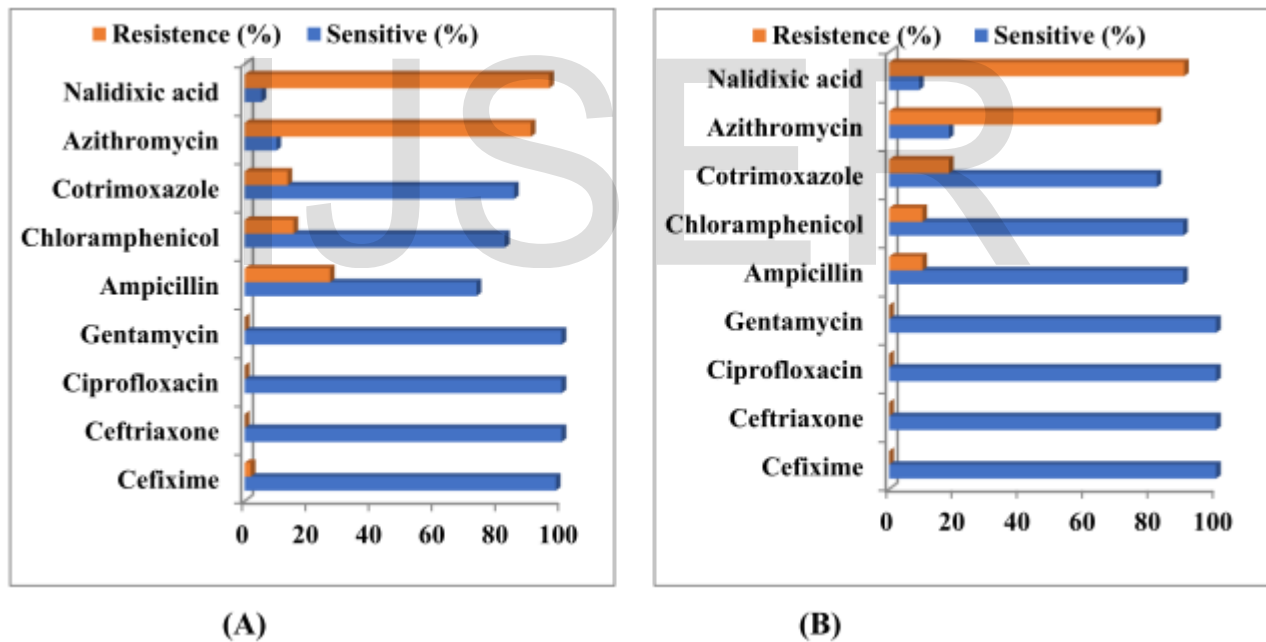 Resistence (%) Sensitive (%)
Nalidixic acid
Azithromycin
Cotrimoxazole
Chloramphenicol
Ampicillin
Gentamycin
Ciprofloxacin
Ceftriaxone
Cefixime
0 20 40 60 80 100
(A)
Resistence (%) Sensitive (%)
Nalidixic acid
Azithromycin
Cotrimoxazole
Chloramphenicol
Ampicillin
Gentamycin
Ciprofloxacin
Ceftriaxone
Cefixime
0 20 40 60 80 100
(B)
IJSER